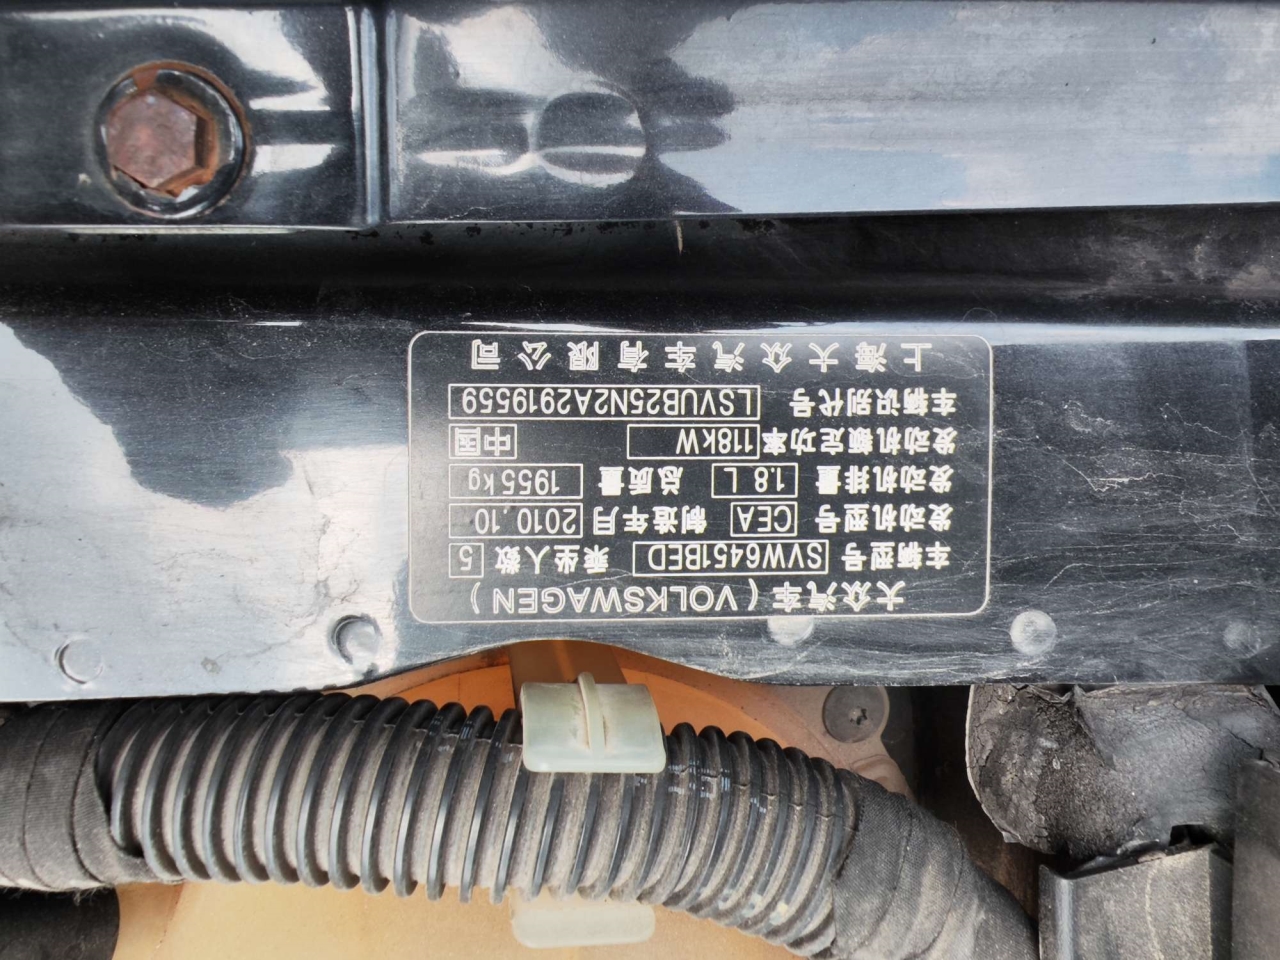 大众汽车(VOLKSWAGEN)
车辆型号 SVW6451BED 乘坐人数 5
发动机型号 CEA 制造年月 2010.10
发动机排量 1.8 L 总质量 1955 kg
发动机额定功率 118kW 中国
车辆识别代号 LSVUB25N2A2919559
上海大众汽车有限公司